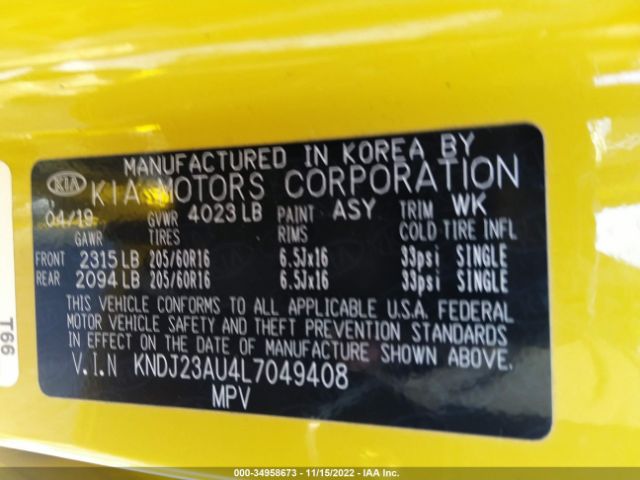 MANUFACTURED IN KOREA BY
KIA KIA MOTORS CORPORATION
04/19 GVWR 4023 LB PAINT ASY TRIM WK
GAWR TIRES RIMS COLD TIRE INFL
FRONT 2315 LB 205/60R16 6.5Jx16 33psi SINGLE
REAR 2094 LB 205/60R16 6.5Jx16 33psi SINGLE
THIS VEHICLE CONFORMS TO ALL APPLICABLE U.S.A. FEDERAL
MOTOR VEHICLE SAFETY AND THEFT PREVENTION STANDARDS
IN EFFECT ON THE DATE OF MANUFACTURE SHOWN ABOVE.
V.I.N KNDJ23AU4L7049408
MPV
T66
000-34958673 - 11/15/2022 - IAA Inc.